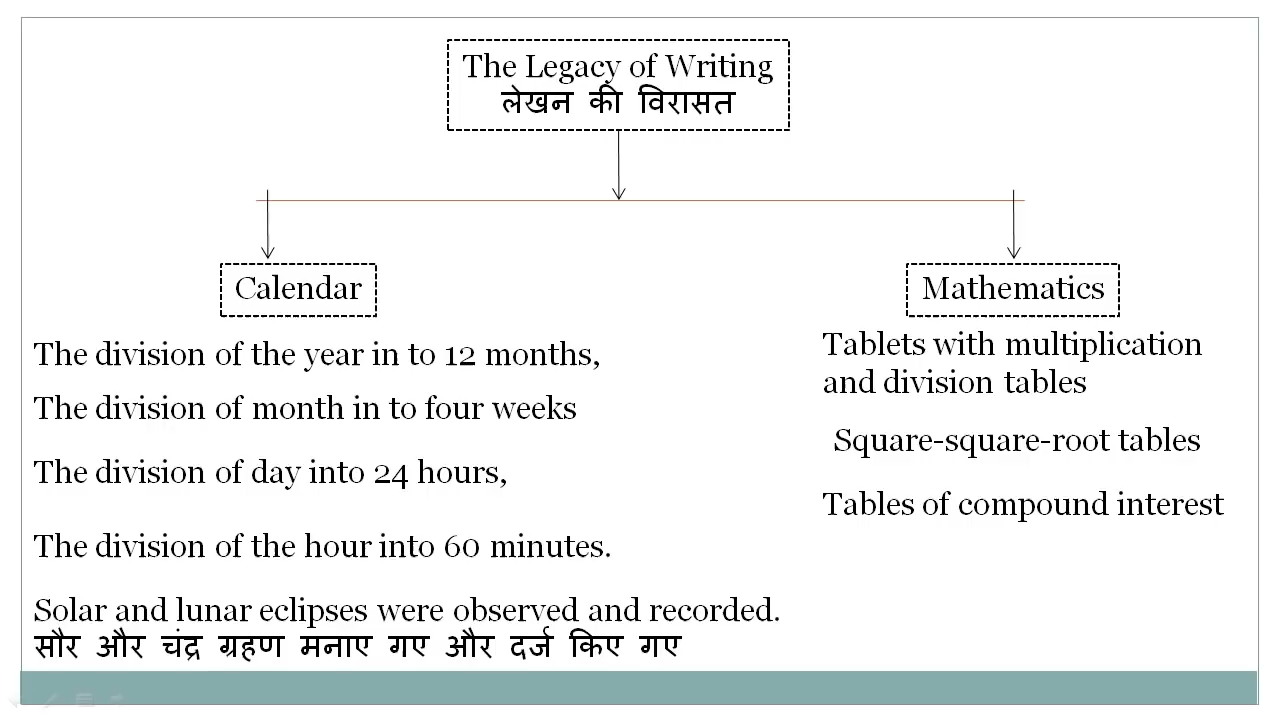 The Legacy of Writing
लेखन की विरासत
Calendar
The division of the year in to 12 months,
The division of month in to four weeks
The division of day into 24 hours,
The division of the hour into 60 minutes.
Solar and lunar eclipses were observed and recorded.
सौर और चंद्र ग्रहण मनाए गए और दर्ज किए गए
Mathematics
Tablets with multiplication
and division tables
Square-square-root tables
Tables of compound interest